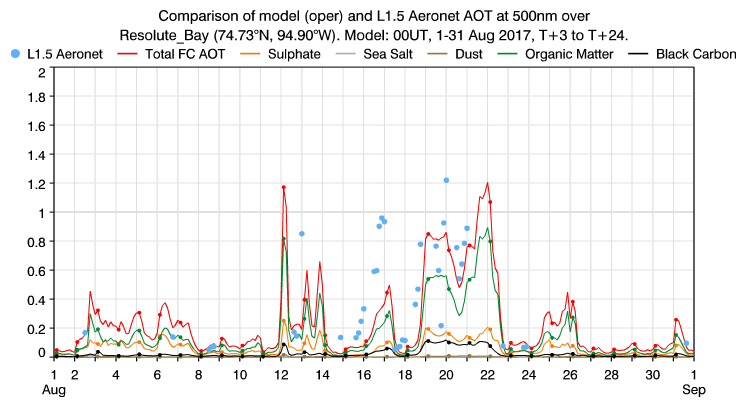 Comparison of model (oper) and L1.5 Aeronet AOT at 500nm over
Resolute_Bay (74.73°N, 94.90°W). Model: 00UT, 1-31 Aug 2017, T+3 to T+24.
L1.5 Aeronet Total FC AOT Sulphate Sea Salt Dust Organic Matter Black Carbon
2
1.8
1.6
1.4
1.2
1
0.8
0.6
0.4
0.2
0
1 2 4 6 8 10 12 14 16 18 20 22 24 26 28 30 1
Aug Sep